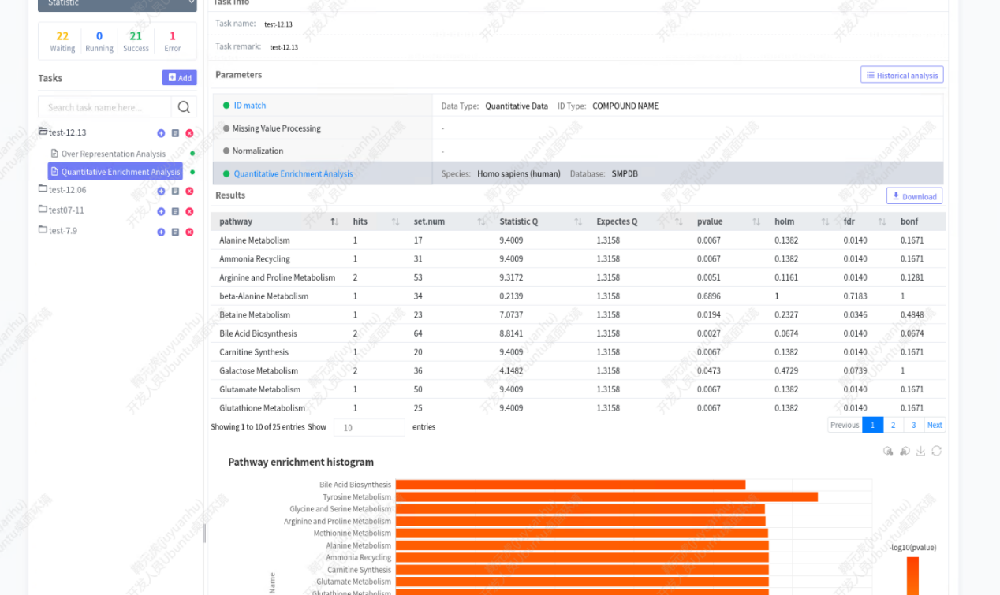 Statistic
22 0 21 1
Waiting Running Success Error
Tasks Add
Search task name here...
test-12.13
Over Representation Analysis
Quantitative Enrichment Analysis
test-12.06
test07-11
test-7.9
Task info
Task name: test-12.13
Task remark: test-12.13
Parameters Historical analysis
ID match Data Type: Quantitative Data ID Type: COMPOUND NAME
Missing Value Processing -
Normalization -
Quantitative Enrichment Analysis Species: Homo sapiens (human) Database: SMPDB
Results Download
pathway hits set.num Statistic Q Expectes Q pvalue holm fdr bonf
Alanine Metabolism 1 17 9.4009 1.3158 0.0067 0.1382 0.0140 0.1671
Ammonia Recycling 1 31 9.4009 1.3158 0.0067 0.1382 0.0140 0.1671
Arginine and Proline Metabolism 2 53 9.3172 1.3158 0.0051 0.1161 0.0140 0.1281
beta-Alanine Metabolism 1 34 0.2139 1.3158 0.6896 1 0.7183 1
Betaine Metabolism 1 23 7.0737 1.3158 0.0194 0.2327 0.0346 0.4848
Bile Acid Biosynthesis 2 64 8.8141 1.3158 0.0027 0.0674 0.0140 0.0674
Carnitine Synthesis 1 20 9.4009 1.3158 0.0067 0.1382 0.0140 0.1671
Galactose Metabolism 2 36 4.1482 1.3158 0.0473 0.4729 0.0739 1
Glutamate Metabolism 1 50 9.4009 1.3158 0.0067 0.1382 0.0140 0.1671
Glutathione Metabolism 1 25 9.4009 1.3158 0.0067 0.1382 0.0140 0.1671
Showing 1 to 10 of 25 entries Show 10 entries Previous 1 2 3 Next
Pathway enrichment histogram
Bile Acid Biosynthesis
Tyrosine Metabolism
Glycine and Serine Metabolism
Arginine and Proline Metabolism
Methionine Metabolism
Alanine Metabolism
Ammonia Recycling
Carnitine Synthesis
Glutamate Metabolism
Glutathione Metabolism
Name
-log10(pvalue)